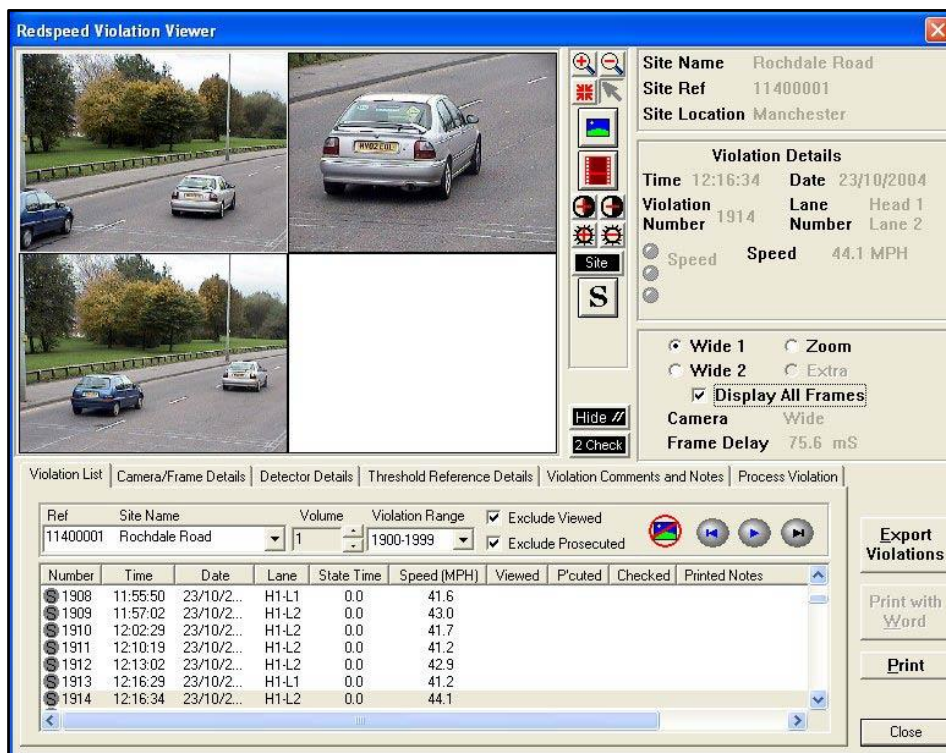 Redspeed Violation Viewer
Site Name Rochdale Road
Site Ref 11400001
Site Location Manchester
Violation Details
Time 12:16:34 Date 23/10/2004
Violation Number 1914 Lane Number Head 1 Lane 2
Speed Speed 44.1 MPH
Site
S
Wide 1 Zoom
Wide 2 Extra
Display All Frames
Hide //
Camera Wide
2 Check
Frame Delay 75.6 mS
Violation List Camera/Frame Details Detector Details Threshold Reference Details Violation Comments and Notes Process Violation
Ref Site Name Volume Violation Range Exclude Viewed
11400001 Rochdale Road 1 1900-1999 Exclude Prosecuted
Number Time Date Lane State Time Speed (MPH) Viewed P'cuted Checked Printed Notes
S 1908 11:55:50 23/10/2... H1-L1 0.0 41.6
S 1909 11:57:02 23/10/2... H1-L2 0.0 43.0
S 1910 12:02:29 23/10/2... H1-L2 0.0 41.7
S 1911 12:10:19 23/10/2... H1-L2 0.0 41.2
S 1912 12:13:02 23/10/2... H1-L2 0.0 42.9
S 1913 12:16:29 23/10/2... H1-L1 0.0 41.2
S 1914 12:16:34 23/10/2... H1-L2 0.0 44.1
Export Violations
Print with Word
Print
Close